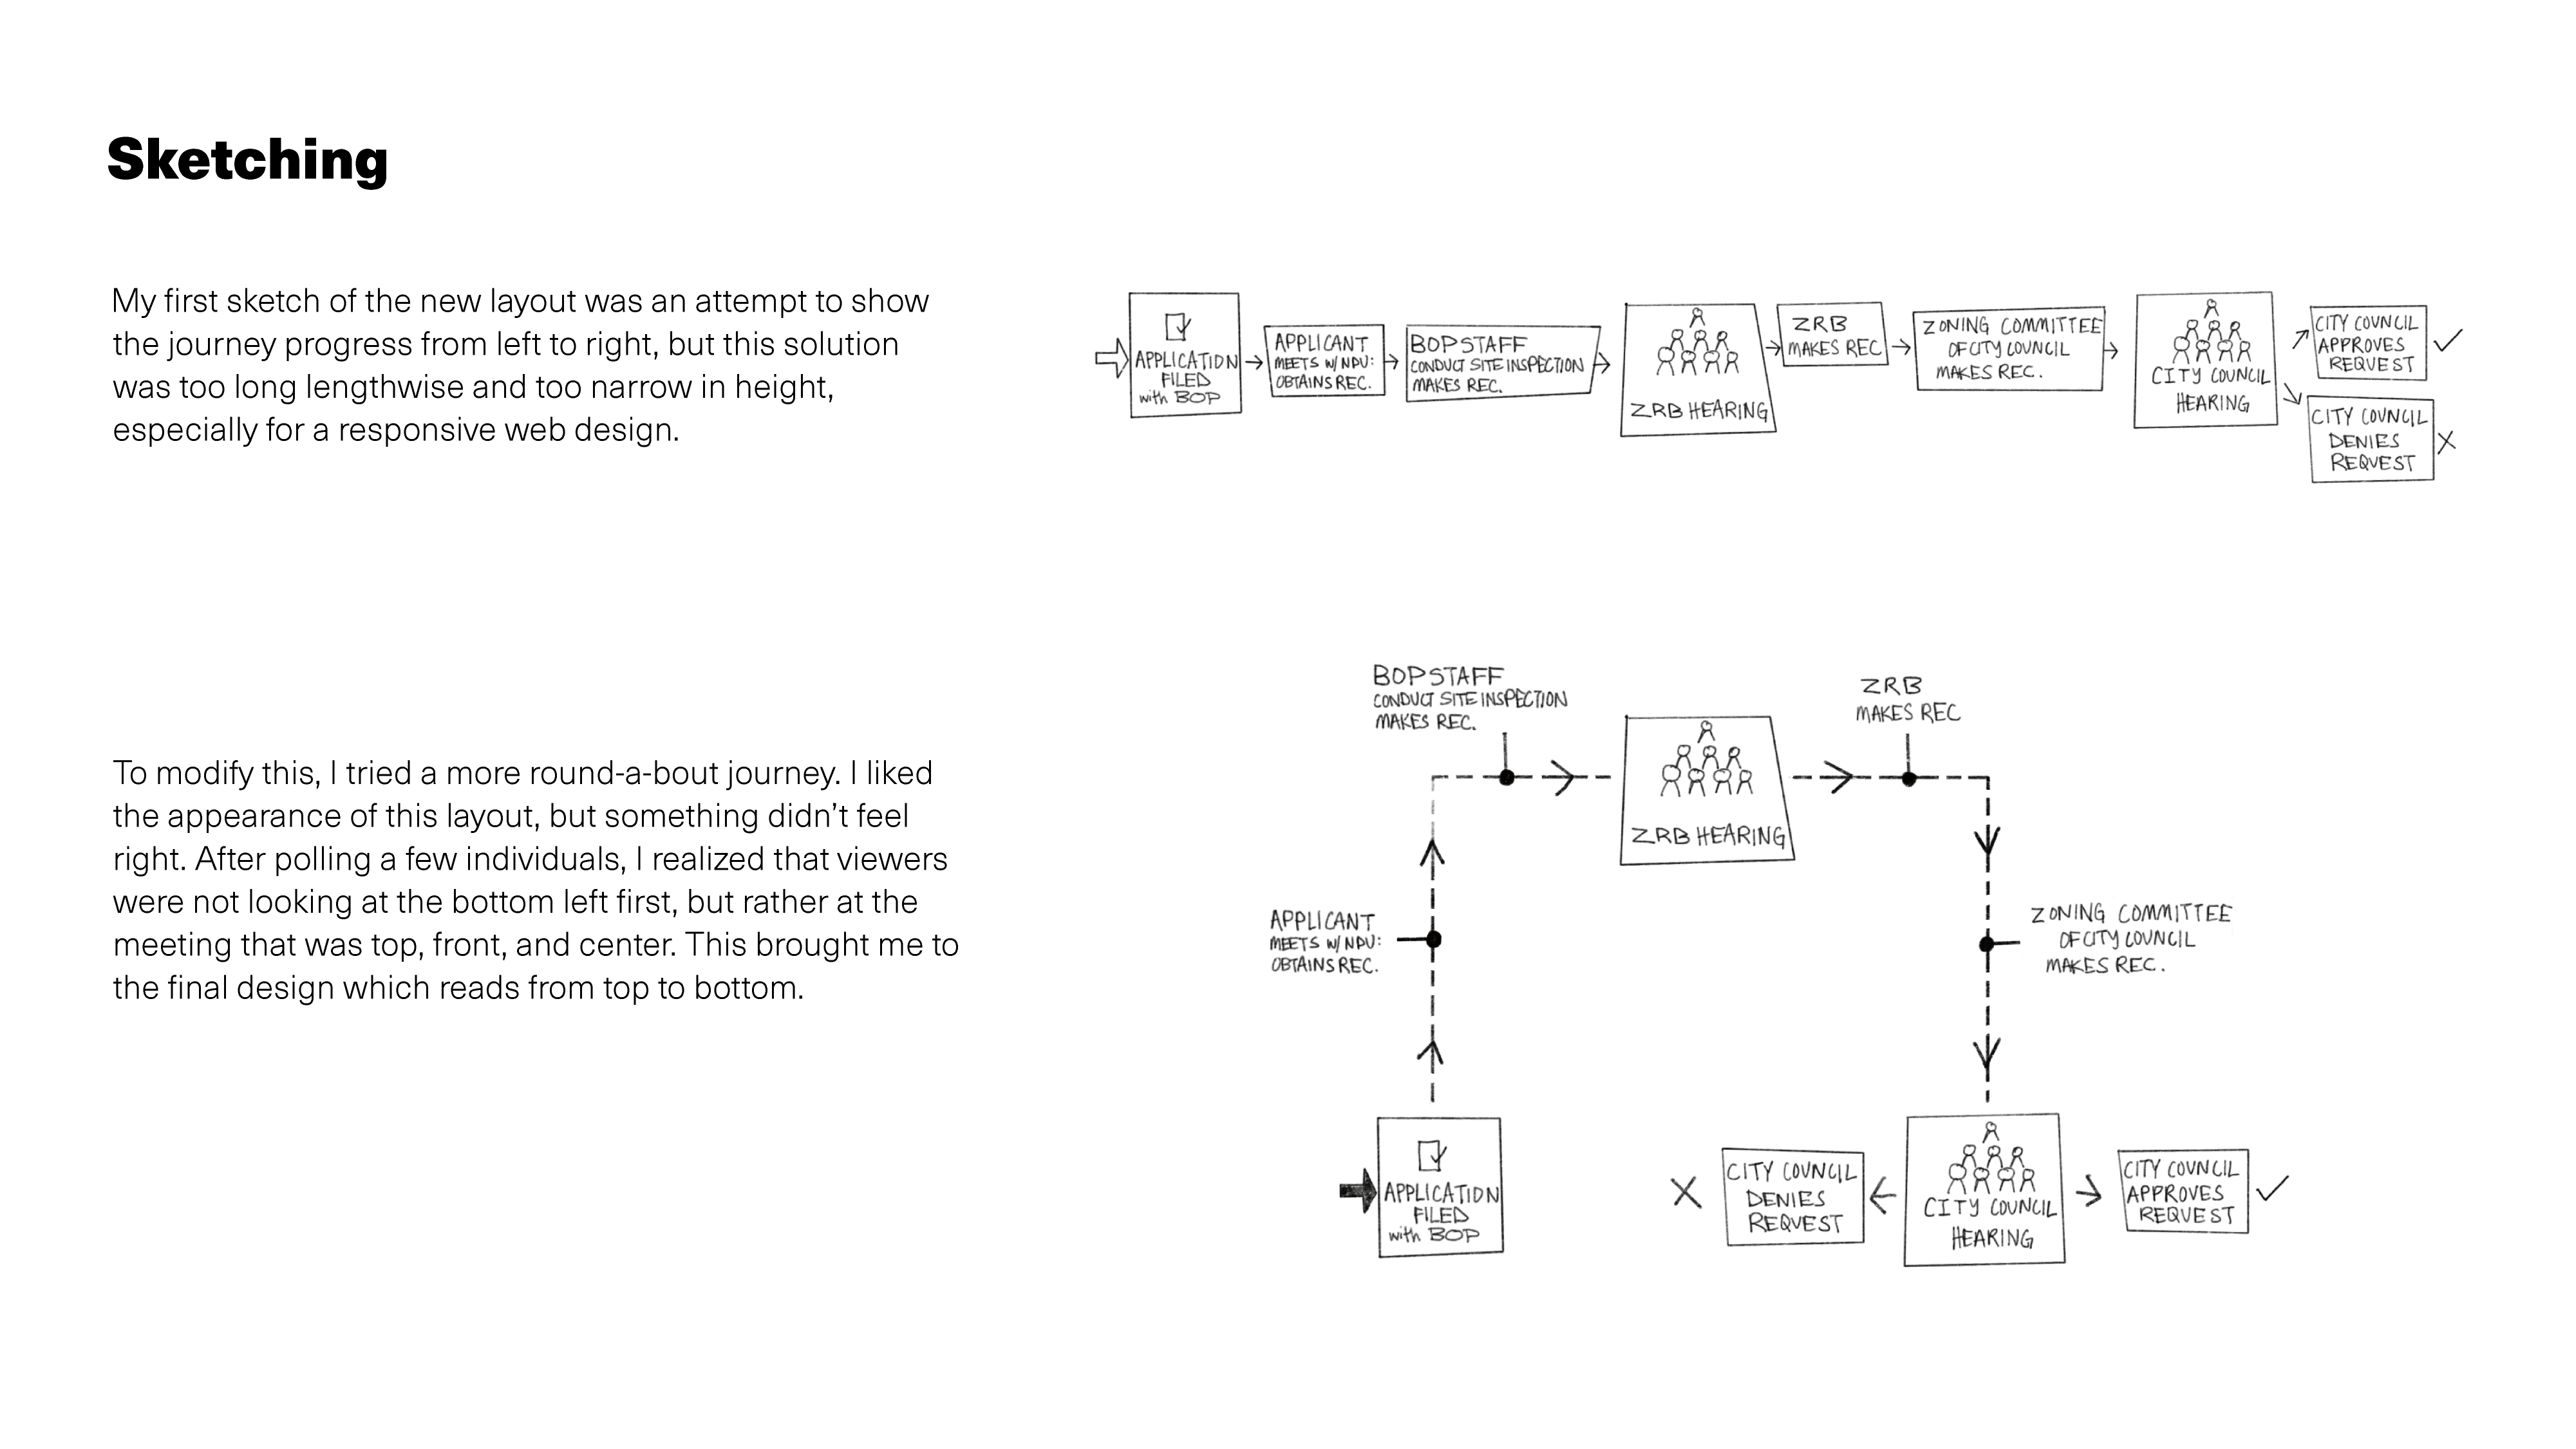 Sketching
My first sketch of the new layout was an attempt to show
the journey progress from left to right, but this solution
was too long lengthwise and too narrow in height,
especially for a responsive web design.
APPLICATION
FILED
with BOP
APPLICANT
MEETS W/ NPU:
OBTAINS REC.
BOP STAFF
CONDUCT SITE INSPECTION
MAKES REC.
ZRB HEARING
ZRB
MAKES REC
ZONING COMMITTEE
OF CITY COUNCIL
MAKES REC.
CITY COUNCIL
HEARING
CITY COUNCIL
APPROVES
REQUEST
CITY COUNCIL
DENIES
REQUEST
To modify this, I tried a more round-a-bout journey. I liked
the appearance of this layout, but something didn’t feel
right. After polling a few individuals, I realized that viewers
were not looking at the bottom left first, but rather at the
meeting that was top, front, and center. This brought me to
the final design which reads from top to bottom.
BOP STAFF
CONDUCT SITE INSPECTION
MAKES REC.
ZRB HEARING
ZRB
MAKES REC
APPLICANT
MEETS W/ NPU:
OBTAINS REC.
ZONING COMMITTEE
OF CITY COUNCIL
MAKES REC.
APPLICATION
FILED
with BOP
CITY COUNCIL
DENIES
REQUEST
CITY COUNCIL
HEARING
CITY COUNCIL
APPROVES
REQUEST